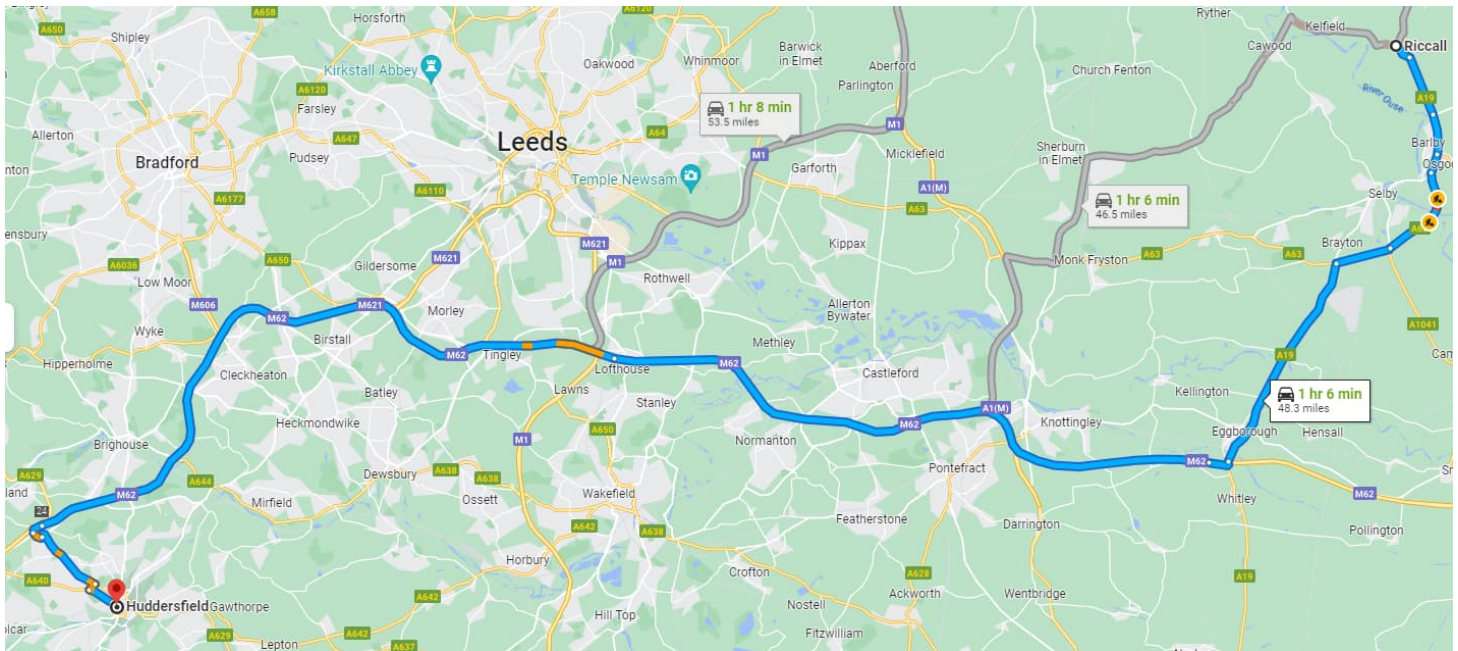 A650
A658
Horsforth
A6120
Ryther
Kelfield
Shipley
Barwick
in Elmet
Cawood
Riccall
Oakwood
Whinmoor
Aberford
Church Fenton
Kirkstall Abbey
A6120
Parlington
River Ouse
A19
Farsley
1 hr 8 min
53.5 miles
Allerton
A647
A64
M1
Barlby
Leeds
Sherburn
in Elmet
Pudsey
M1
Micklefield
Bradford
Garforth
Temple Newsam
A6110
A1(M)
Selby
A6177
1 hr 6 min
46.5 miles
A63
M621
Kippax
Brayton
A63
A63
Monk Fryston
M621
M1
A6036
A650
Gildersome
Rothwell
Low Moor
M606
M621
Morley
Allerton
Bywater
M62
A1041
Wyke
Birstall
Methley
M62
Tingley
A19
Hipperholme
Lofthouse
M62
Cleckheaton
Castleford
Batley
Lawns
Kellington
1 hr 6 min
48.3 miles
Stanley
A1(M)
Heckmondwike
M62
Knottingley
Eggborough
Hensall
A650
Brighouse
M1
Normanton
M62
Pontefract
A629
Dewsbury
A638
A638
A644
M62
Mirfield
Ossett
Wakefield
Whitley
M62
24
Featherstone
Darrington
Pollington
A642
A638
Horbury
A640
Crofton
A628
A19
Huddersfield
Gawthorpe
A642
Ackworth
Wentbridge
Hill Top
Nostell
A629
Lepton
A642
A637
Fitzwilliam